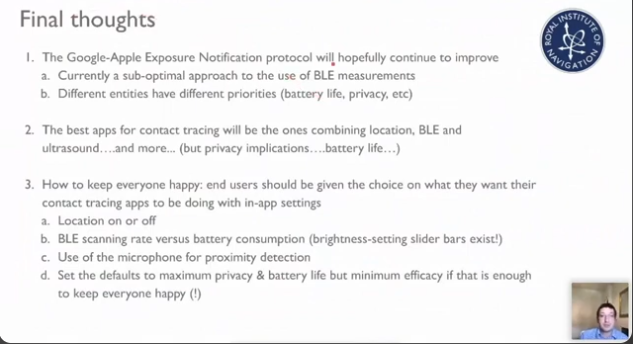 Final thoughts
ROYAL INSTITUTE OF NAVIGATION
1. The Google-Apple Exposure Notification protocol will hopefully continue to improve
a. Currently a sub-optimal approach to the use of BLE measurements
b. Different entities have different priorities (battery life, privacy, etc)
2. The best apps for contact tracing will be the ones combining location, BLE and
ultrasound....and more... (but privacy implications....battery life...)
3. How to keep everyone happy: end users should be given the choice on what they want their
contact tracing apps to be doing with in-app settings
a. Location on or off
b. BLE scanning rate versus battery consumption (brightness-setting slider bars exist!)
c. Use of the microphone for proximity detection
d. Set the defaults to maximum privacy & battery life but minimum efficacy if that is enough
to keep everyone happy (!)